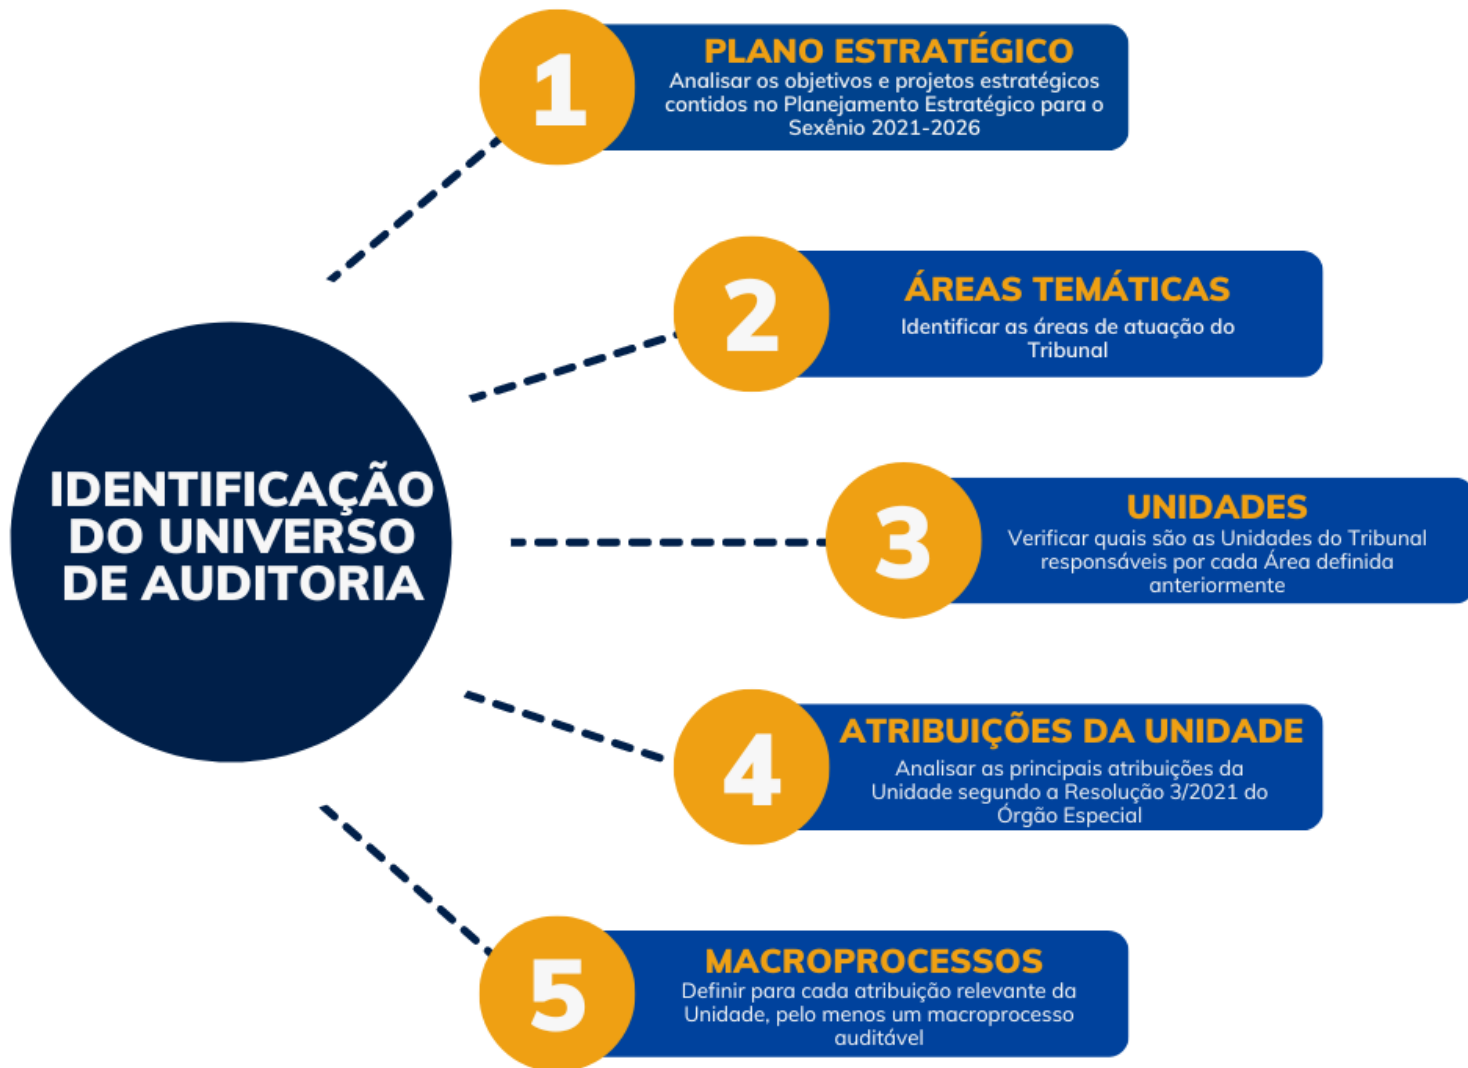 1
PLANO ESTRATÉGICO
Analisar os objetivos e projetos estratégicos
contidos no Planejamento Estratégico para o
Sexênio 2021-2026
2
ÁREAS TEMÁTICAS
Identificar as áreas de atuação do
Tribunal
IDENTIFICAÇÃO
DO UNIVERSO
DE AUDITORIA
3
UNIDADES
Verificar quais são as Unidades do Tribunal
responsáveis por cada Área definida
anteriormente
4
ATRIBUIÇÕES DA UNIDADE
Analisar as principais atribuições da
Unidade segundo a Resolução 3/2021 do
Órgão Especial
5
MACROPROCESSOS
Definir para cada atribuição relevante da
Unidade, pelo menos um macroprocesso
auditável